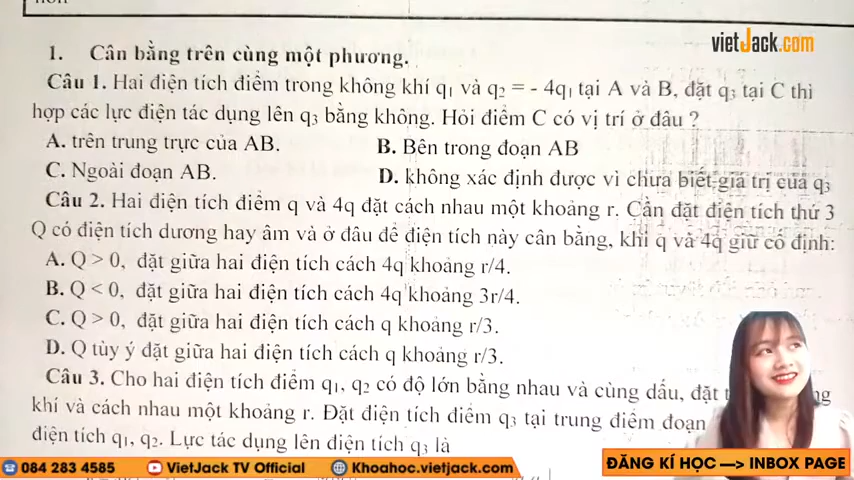 vietJack.com
1. Cân bằng trên cùng một phương.
Câu 1. Hai điện tích điểm trong không khí q1 và q2 = - 4q1 tại A và B, đặt q3 tại C thì
hợp các lực điện tác dụng lên q3 bằng không. Hỏi điểm C có vị trí ở đâu ?
A. trên trung trực của AB. B. Bên trong đoạn AB
C. Ngoài đoạn AB. D. không xác định được vì chưa biết giá trị của q3
Câu 2. Hai điện tích điểm q và 4q đặt cách nhau một khoảng r. Cần đặt điện tích thứ 3
Q có điện tích dương hay âm và ở đâu để điện tích này cân bằng, khi q và 4q giữ cố định:
A. Q > 0, đặt giữa hai điện tích cách 4q khoảng r/4.
B. Q < 0, đặt giữa hai điện tích cách 4q khoảng 3r/4.
C. Q > 0, đặt giữa hai điện tích cách q khoảng r/3.
D. Q tùy ý đặt giữa hai điện tích cách q khoảng r/3.
Câu 3. Cho hai điện tích điểm q1, q2 có độ lớn bằng nhau và cùng dấu, đặt
khí và cách nhau một khoảng r. Đặt điện tích điểm q3 tại trung điểm đoạn
điện tích q1, q2. Lực tác dụng lên điện tích q3 là
084 283 4585 VietJack TV Official Khoahoc.vietjack.com
ĐĂNG KÍ HỌC —> INBOX PAGE